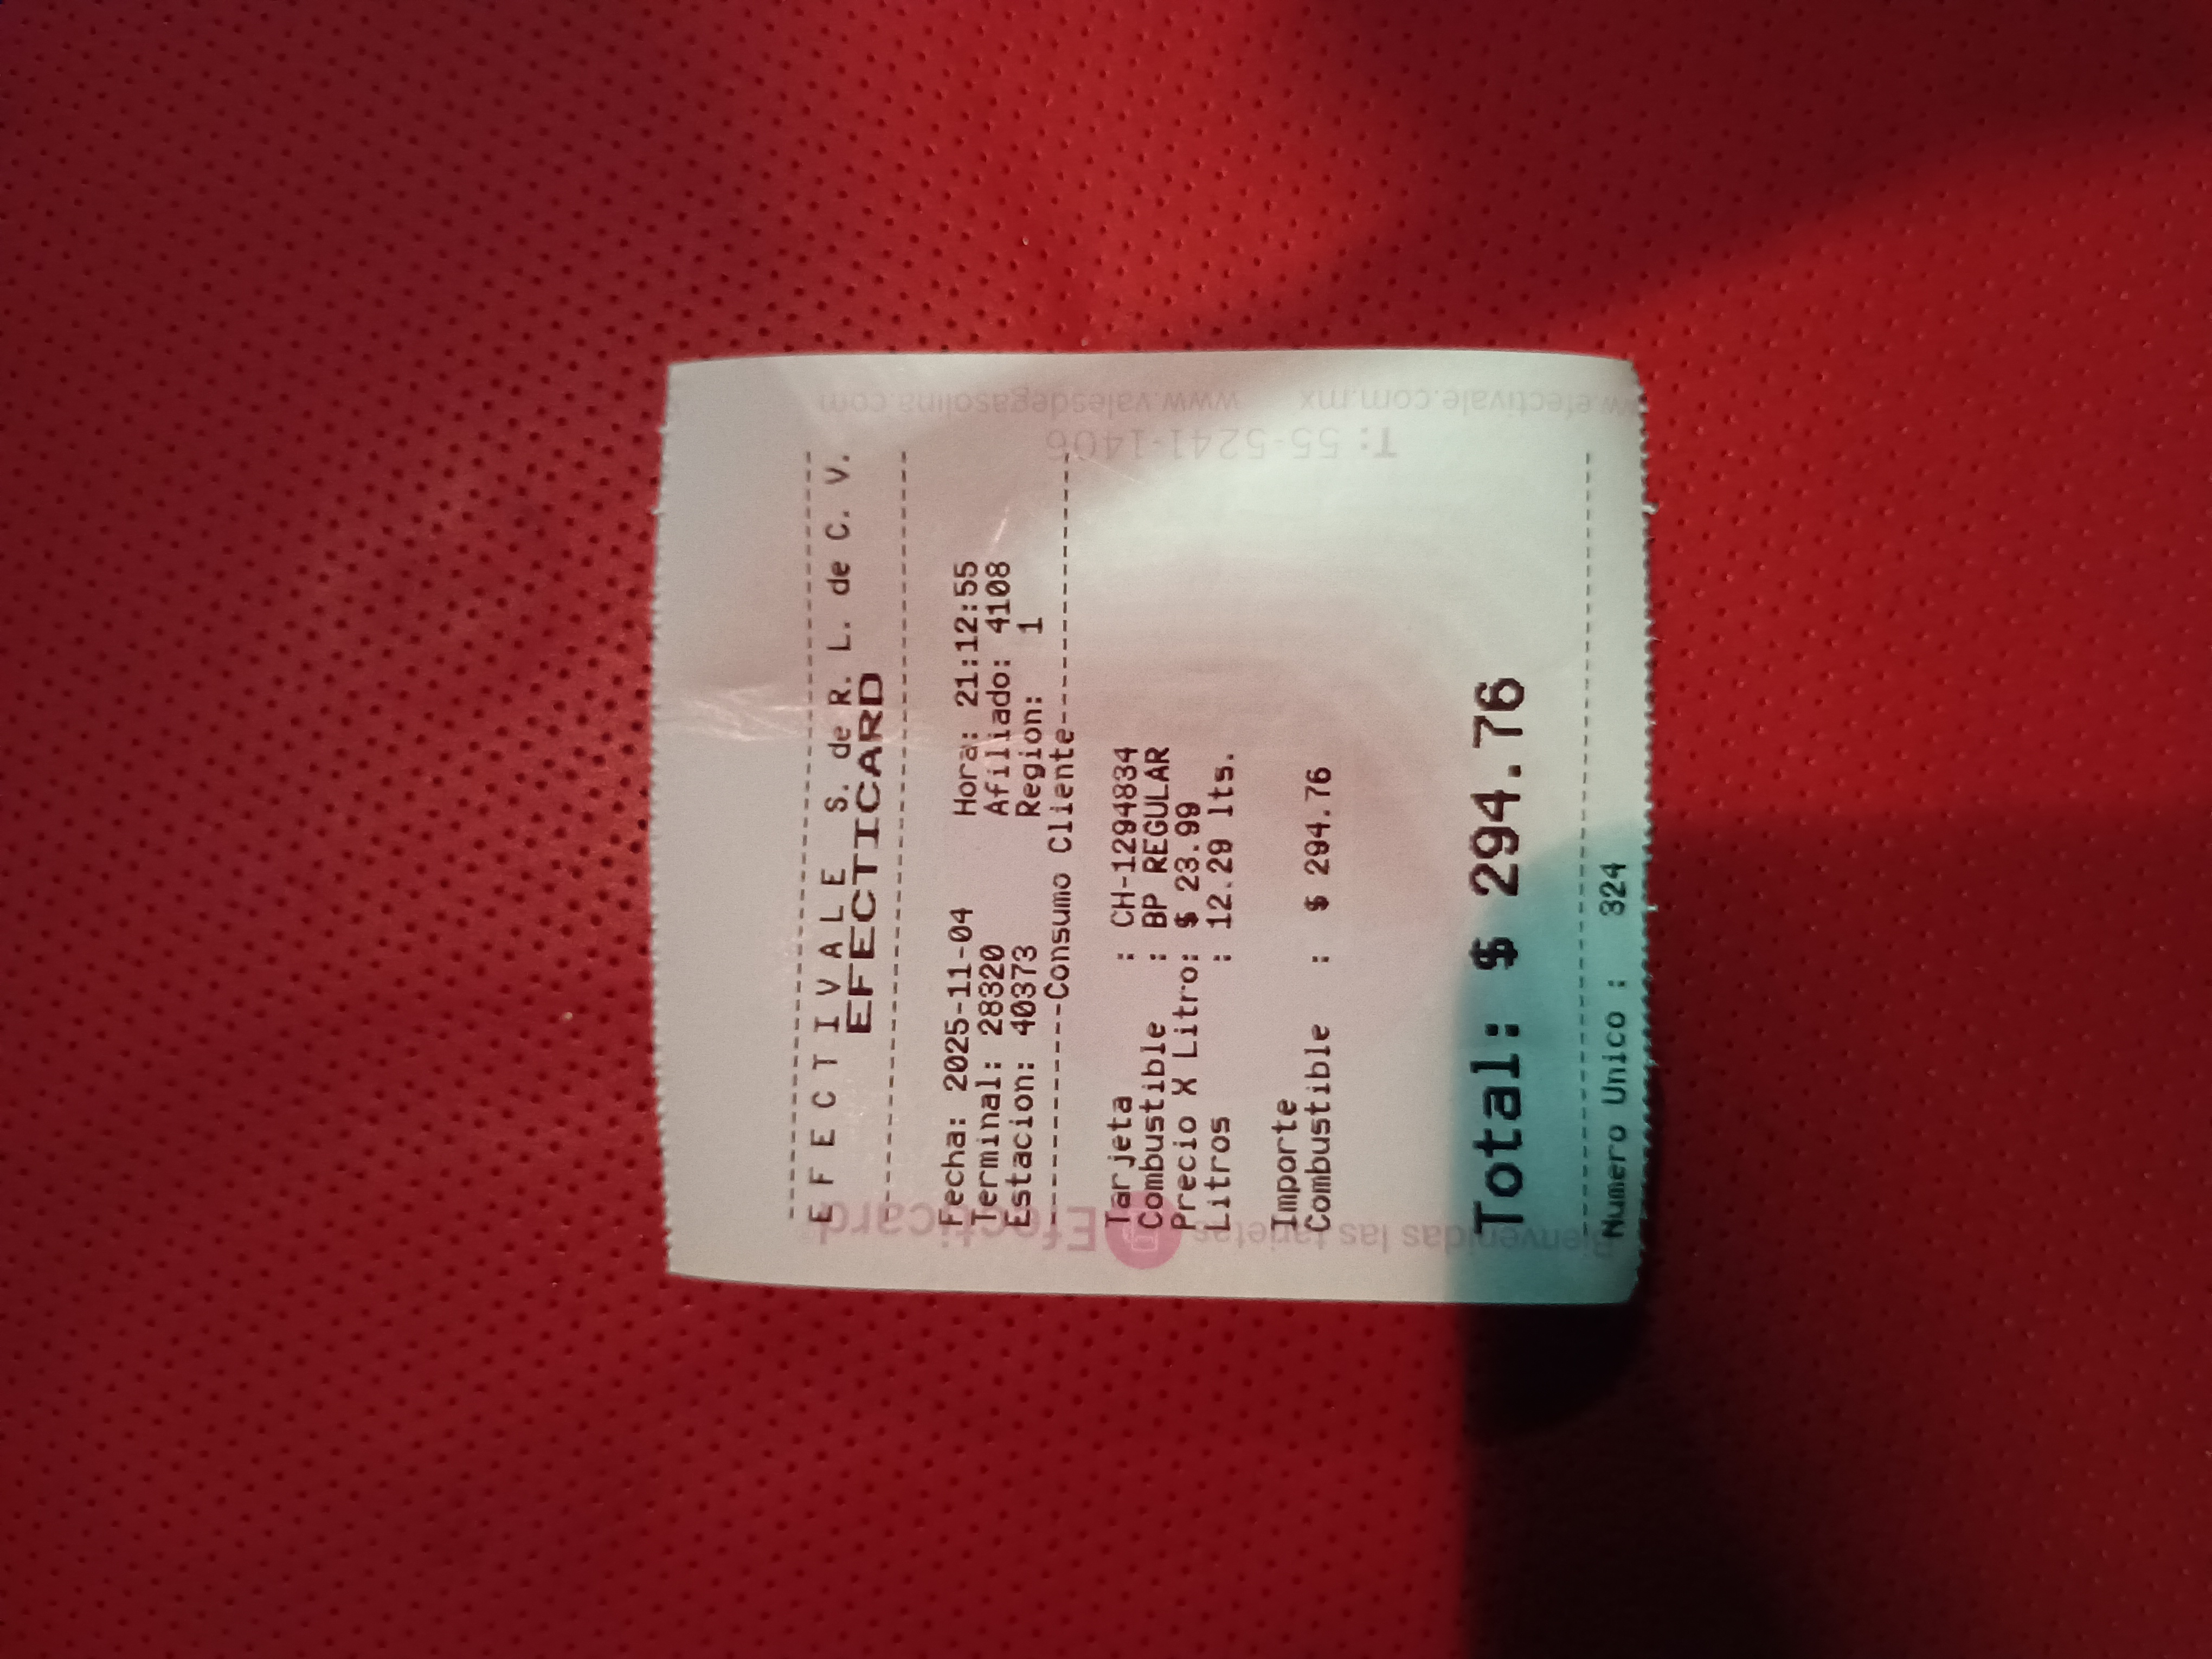 EFECTIVALE S. de R. L. de C. V.
EFECTICARD
Fecha: 2025-11-04 Hora: 21:12:55
Terminal: 28320 Afiliado: 4108
Estacion: 40373 Region: 1
----------Consumo Cliente------------------
Tarjeta : CH-1294834
Combustible : BP REGULAR
Precio X Litro: $ 23.99
Litros : 12.29 lts.
Importe
Combustible : $ 294.76
Total: $ 294.76
Numero Unico : 324
Bienvenidas las tarjetas Efecticard
T: 55-5241-1406
www.efectivale.com.mx www.valesdegasolina.com